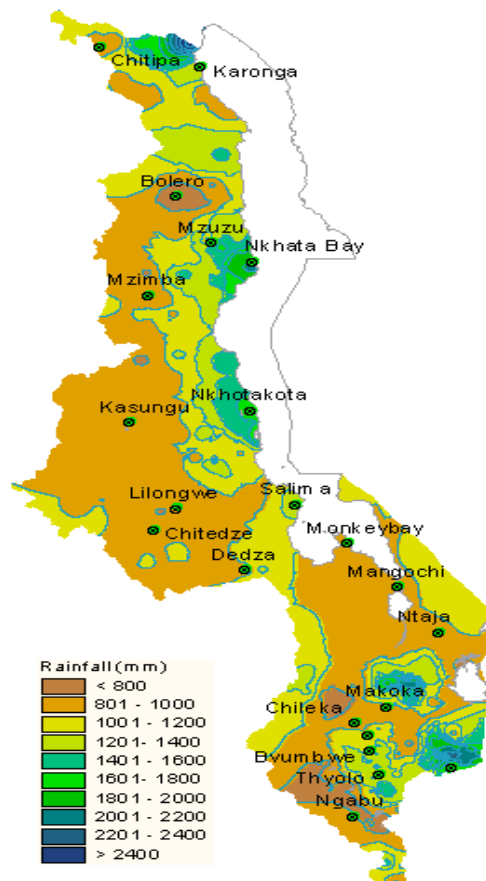 Chitipa
Karonga
Bolero
Mzuzu
Nkhata Bay
Mzimba
Nkhotakota
Kasungu
Lilongwe
Salima
Chitedze
Monkeybay
Dedza
Mangochi
Ntaja
Rainfall(mm)
< 800
801 - 1000
1001 - 1200
1201 - 1400
1401 - 1600
1601 - 1800
1801 - 2000
2001 - 2200
2201 - 2400
> 2400
Makoka
Chileka
Bvumbwe
Thyolo
Ngabu